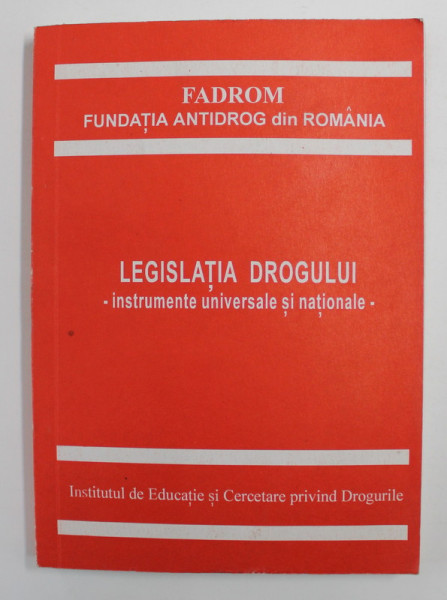 FADROM
FUNDAȚIA ANTIDROG din ROMÂNIA
LEGISLAȚIA DROGULUI
- instrumente universale și naționale -
Institutul de Educație și Cercetare privind Drogurile